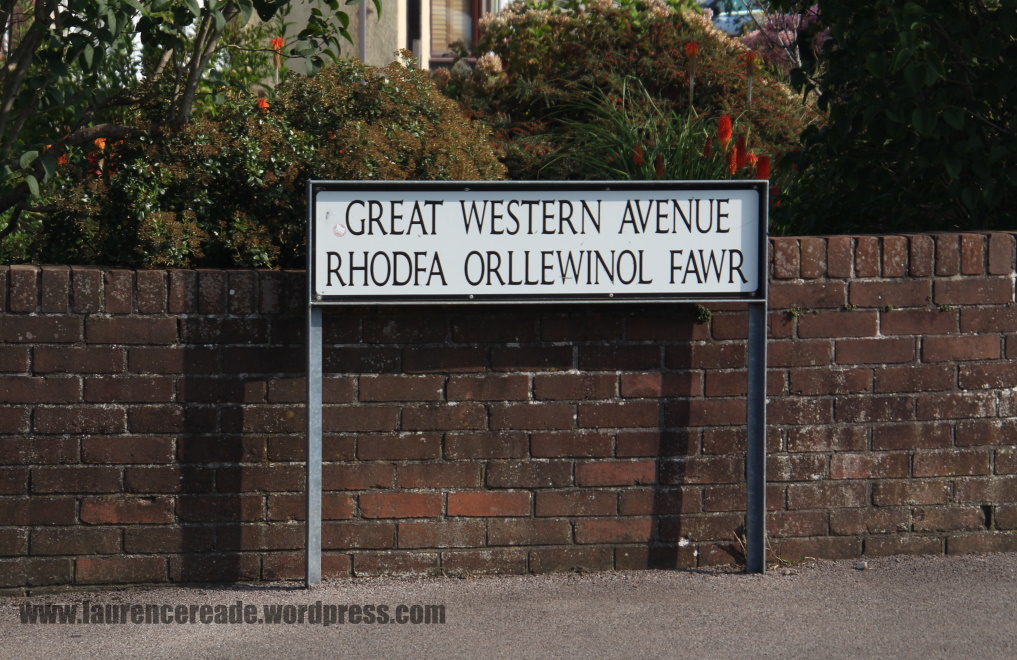 GREAT WESTERN AVENUE
RHODFA ORLLEWINOL FAWR
www.laurencereade.wordpress.com